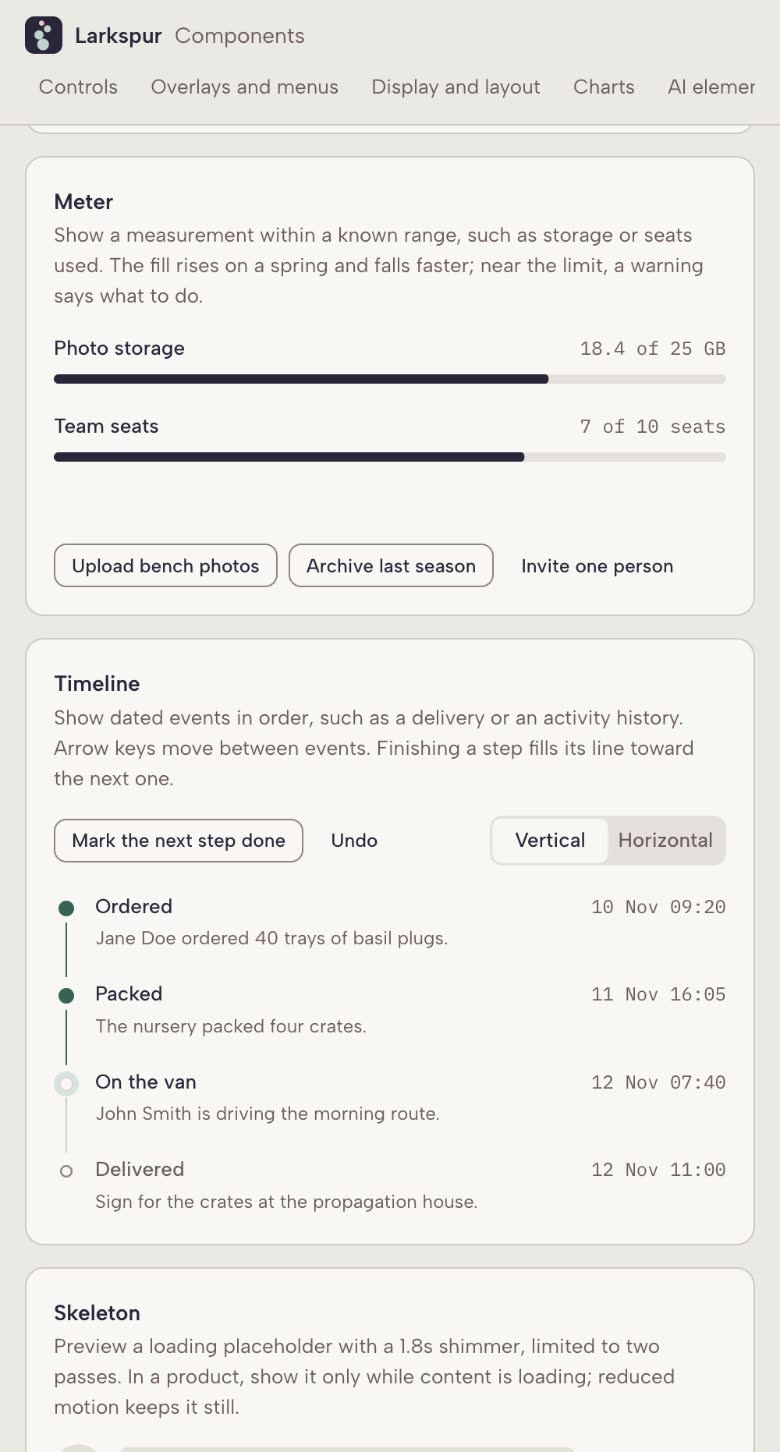 Larkspur Components
Controls Overlays and menus Display and layout Charts AI elemer
Meter
Show a measurement within a known range, such as storage or seats
used. The fill rises on a spring and falls faster; near the limit, a warning
says what to do.
Photo storage 18.4 of 25 GB
Team seats 7 of 10 seats
Upload bench photos Archive last season Invite one person
Timeline
Show dated events in order, such as a delivery or an activity history.
Arrow keys move between events. Finishing a step fills its line toward
the next one.
Mark the next step done Undo Vertical Horizontal
Ordered 10 Nov 09:20
Jane Doe ordered 40 trays of basil plugs.
Packed 11 Nov 16:05
The nursery packed four crates.
On the van 12 Nov 07:40
John Smith is driving the morning route.
Delivered 12 Nov 11:00
Sign for the crates at the propagation house.
Skeleton
Preview a loading placeholder with a 1.8s shimmer, limited to two
passes. In a product, show it only while content is loading; reduced
motion keeps it still.